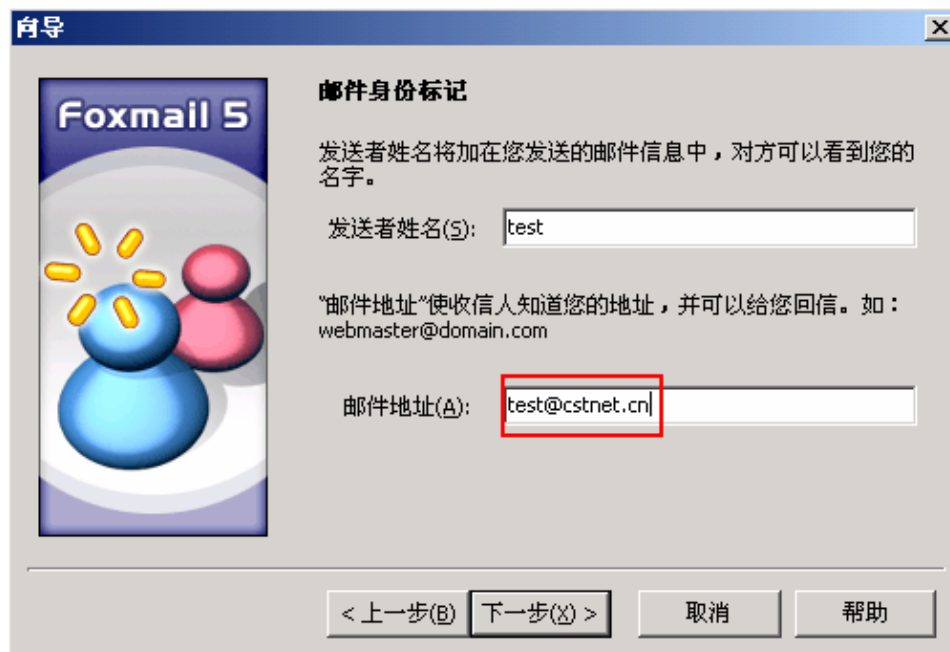 向导
Foxmail 5
邮件身份标记
发送者姓名将加在您发送的邮件信息中，对方可以看到您的
名字。
发送者姓名(S): test
"邮件地址"使收信人知道您的地址，并可以给您回信。如：
webmaster@domain.com
邮件地址(A): test@cstnet.cn
< 上一步(B) 下一步(X) > 取消 帮助